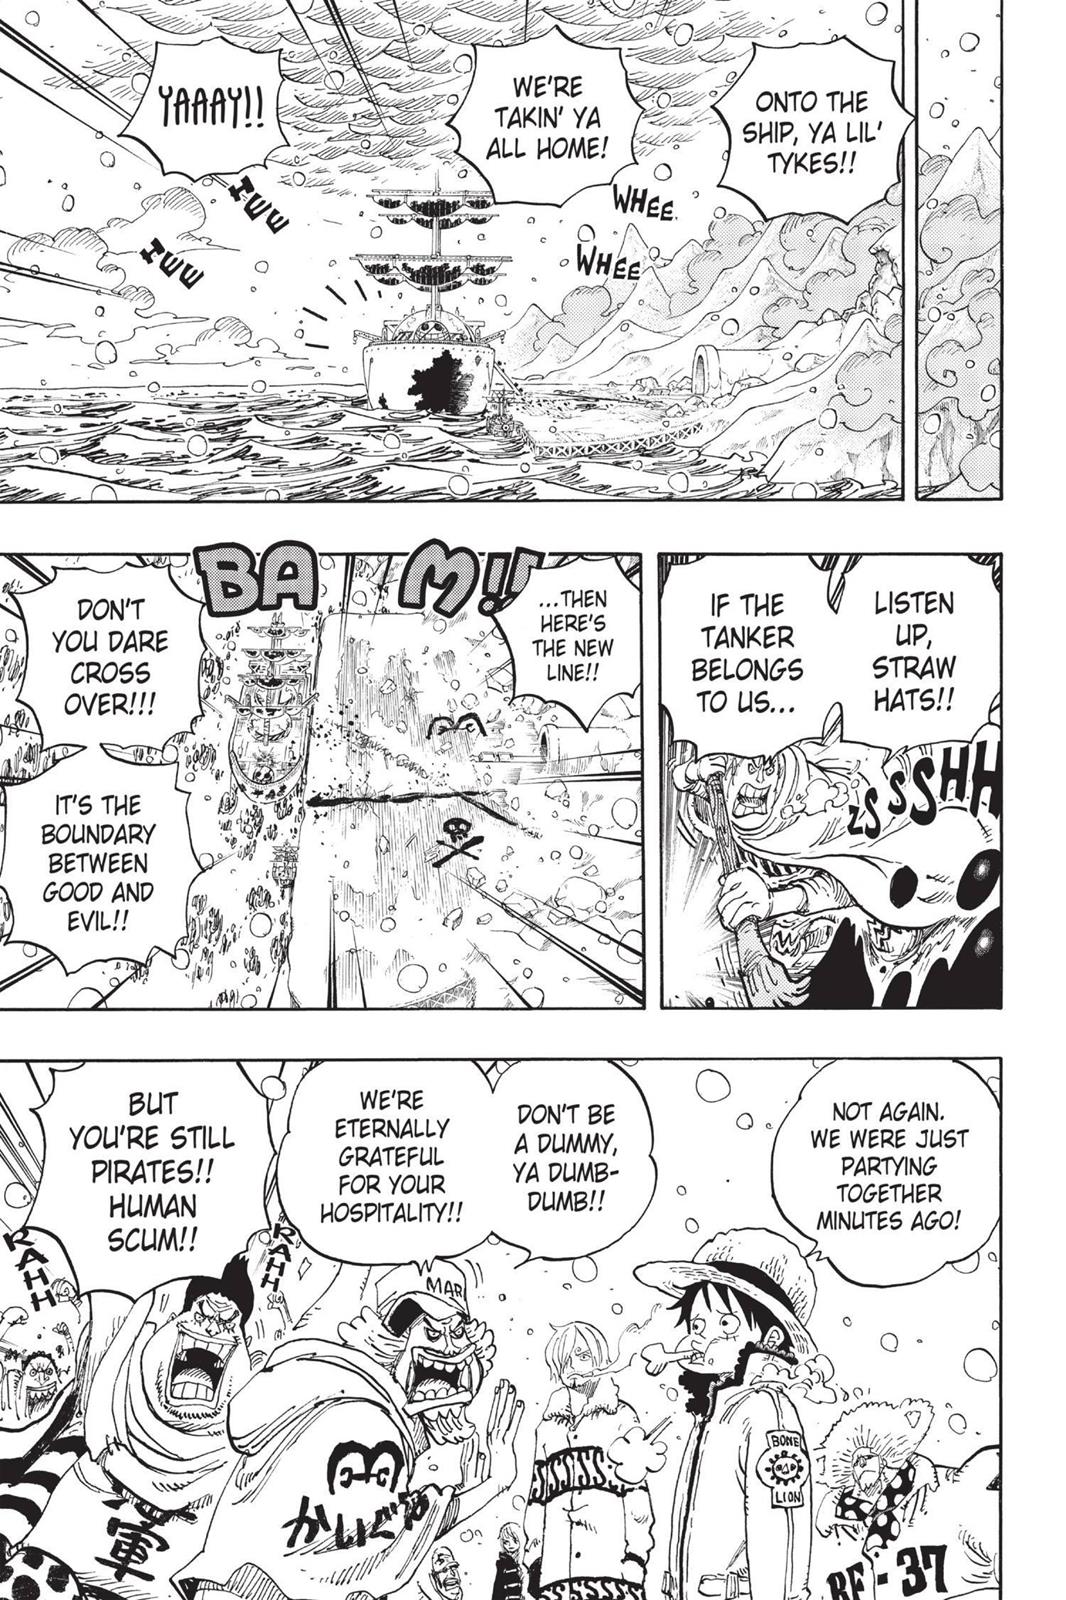 ONTO THE
SHIP, YA LIL'
TYKES!!
WE'RE
TAKIN' YA
ALL HOME!
YAAAY!!
WHEE
WHEE
LISTEN
UP,
STRAW
HATS!!
IF THE
TANKER
BELONGS
TO US...
ZSSSSHH
...THEN
HERE'S
THE NEW
LINE!!
BAM!!
DON'T
YOU DARE
CROSS
OVER!!!
IT'S THE
BOUNDARY
BETWEEN
GOOD AND
EVIL!!
NOT AGAIN.
WE WERE JUST
PARTYING
TOGETHER
MINUTES AGO!
DON'T BE
A DUMMY,
YA DUMB-
DUMB!!
WE'RE
ETERNALLY
GRATEFUL
FOR YOUR
HOSPITALITY!!
BUT
YOU'RE STILL
PIRATES!!
HUMAN
SCUM!!
RAHH
RAHH
MAR
かいぐん
軍
SSSSSS
SSSSSS
BONE
LION
RF-37